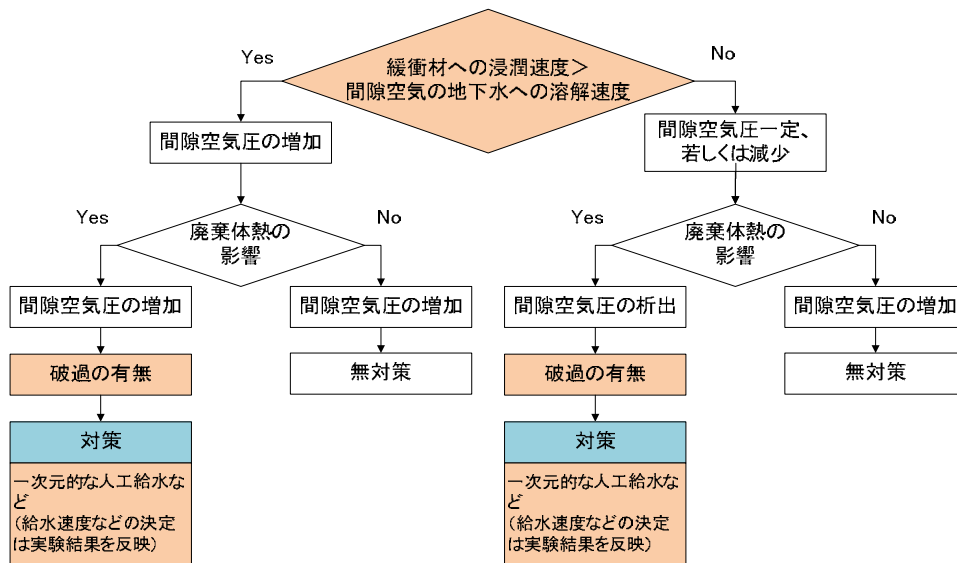 Yes
No
緩衝材への浸潤速度＞
間隙空気の地下水への溶解速度
間隙空気圧の増加
間隙空気圧一定、
若しくは減少
Yes
No
廃棄体熱の
影響
Yes
No
廃棄体熱の
影響
間隙空気圧の増加
間隙空気圧の増加
間隙空気圧の析出
間隙空気圧の増加
破過の有無
無対策
破過の有無
無対策
対策
一次元的な人工給水な
ど
(給水速度などの決定
は実験結果を反映)
対策
一次元的な人工給水な
ど
(給水速度などの決定
は実験結果を反映)